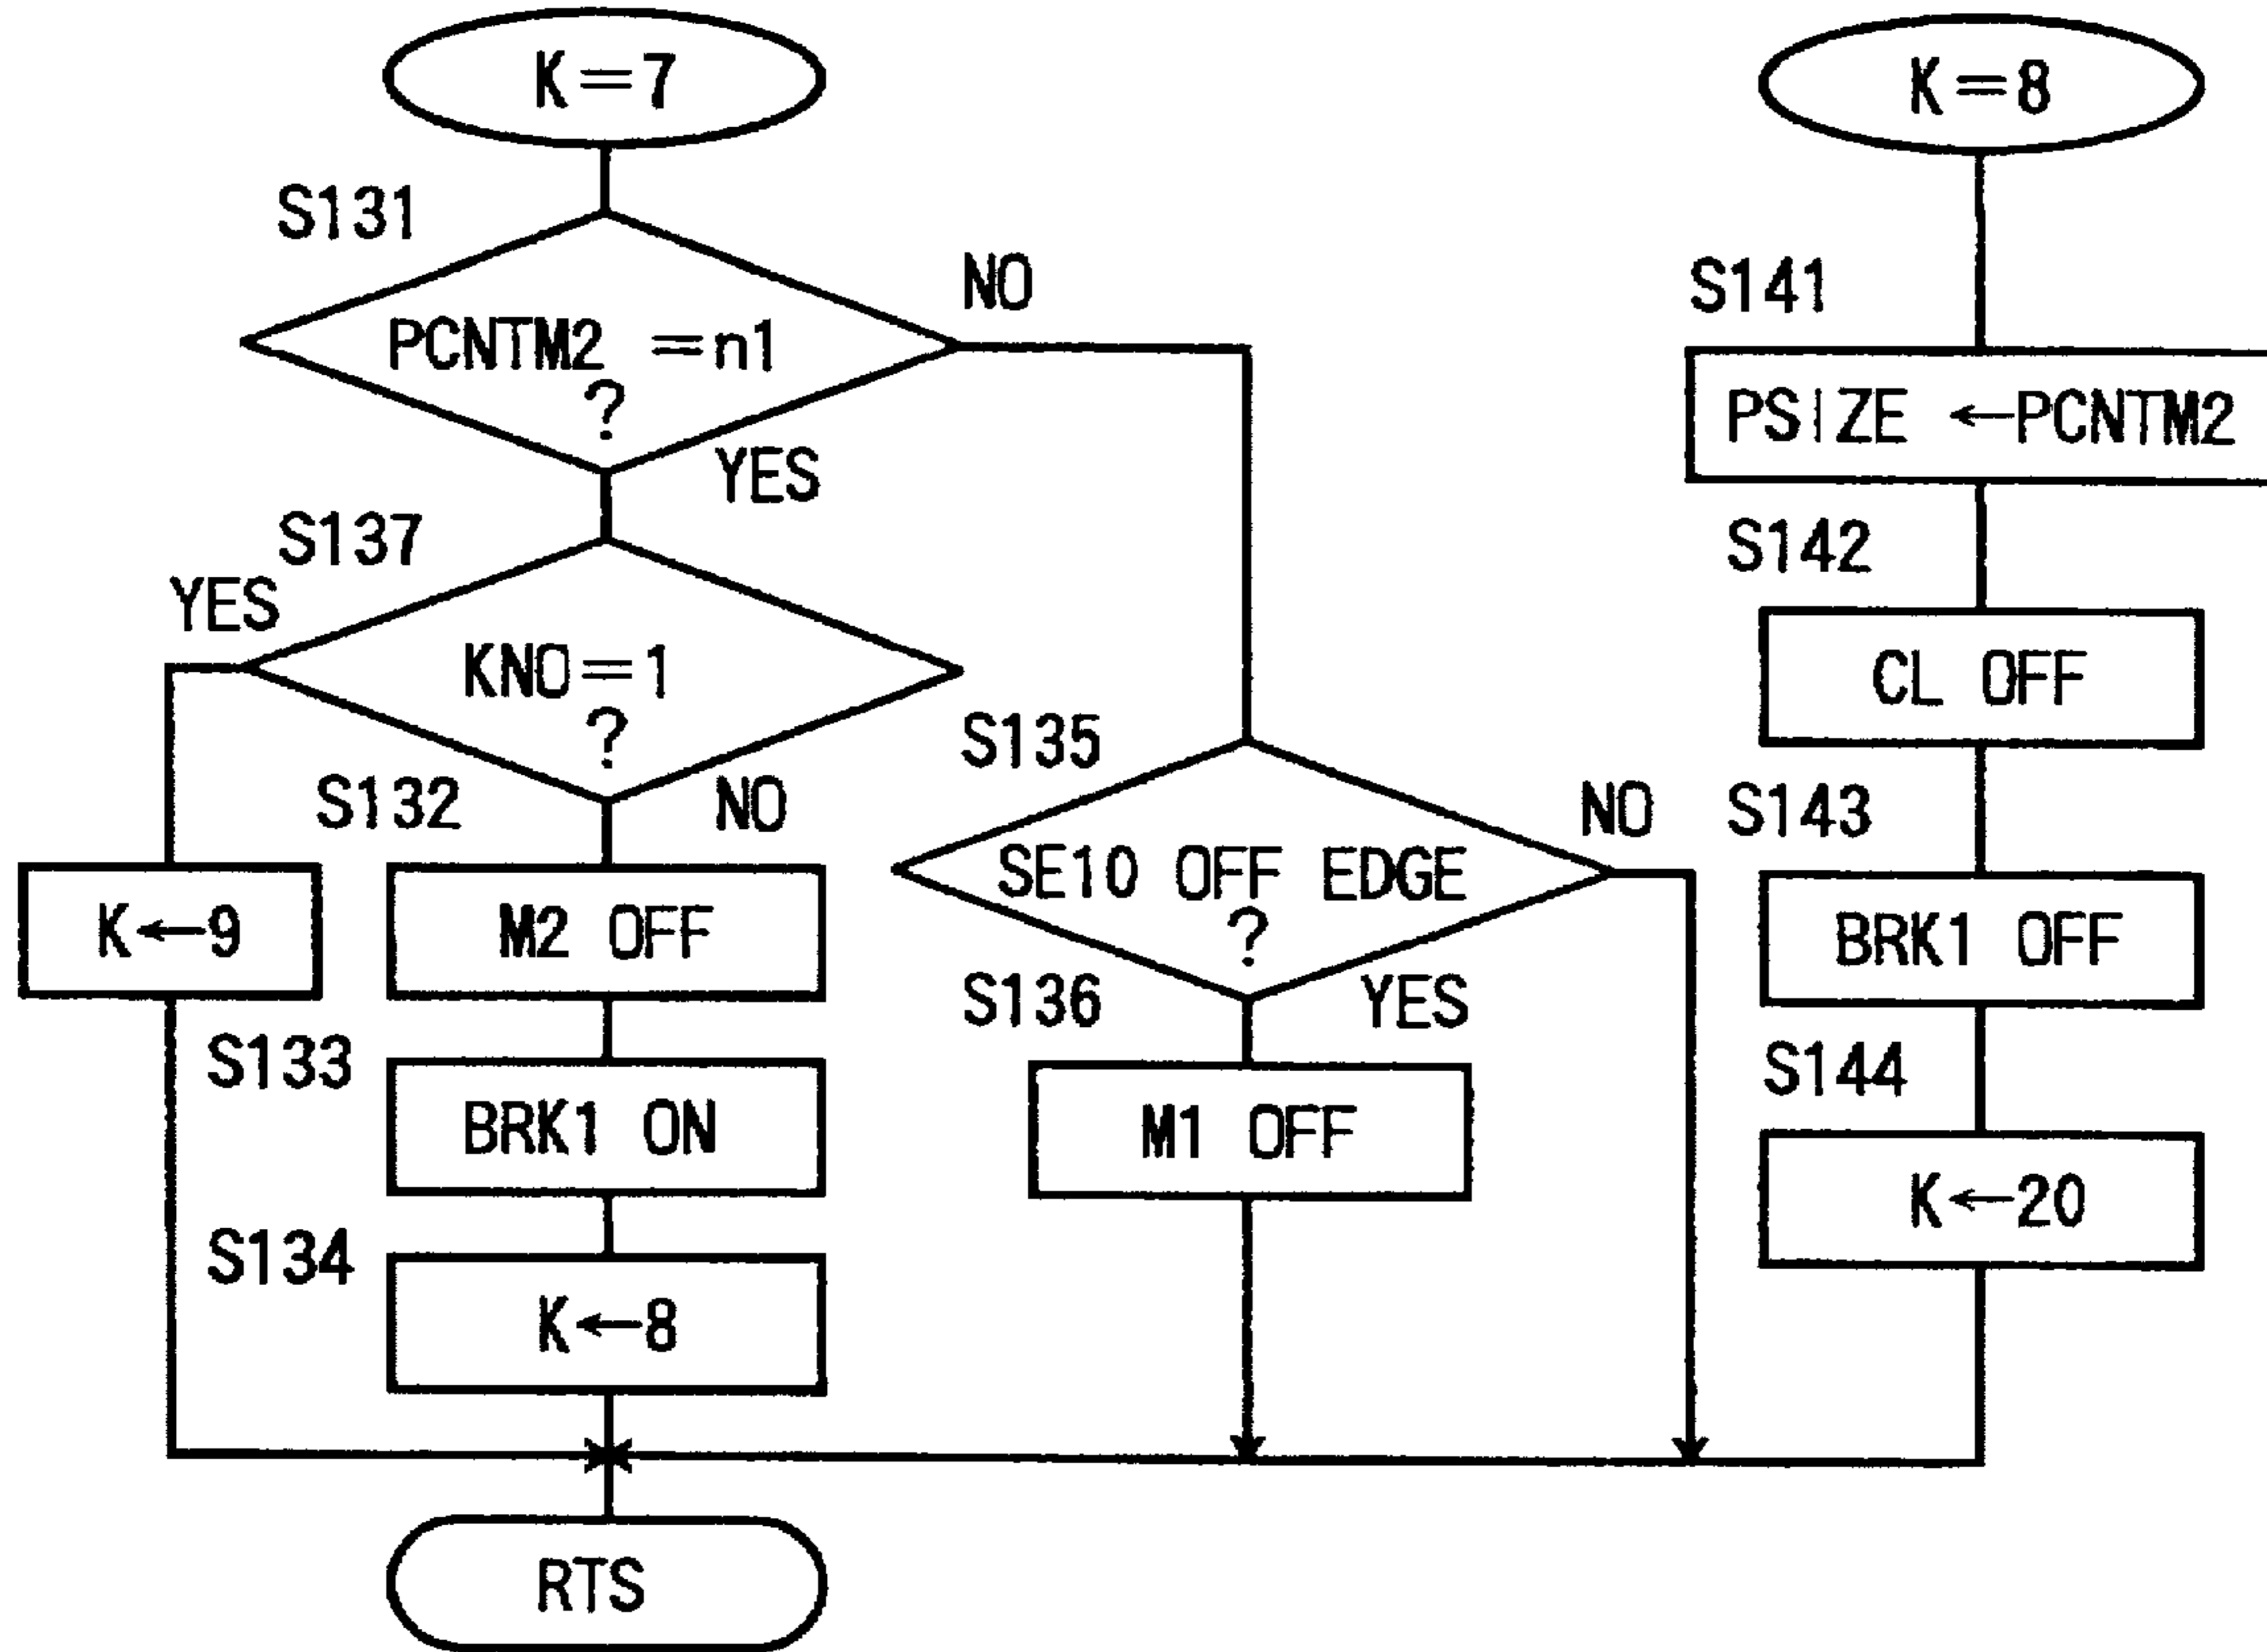 K=7
S131
PCNTM2 =n1
?
NO
YES
S137
YES
KNO=1
?
NO
K←9
S132
M2 OFF
S133
BRK1 ON
S134
K←8
S135
SE10 OFF EDGE
?
NO
YES
S136
M1 OFF
RTS
K=8
S141
PSIZE ←PCNTM2
S142
CL OFF
S143
BRK1 OFF
S144
K←20